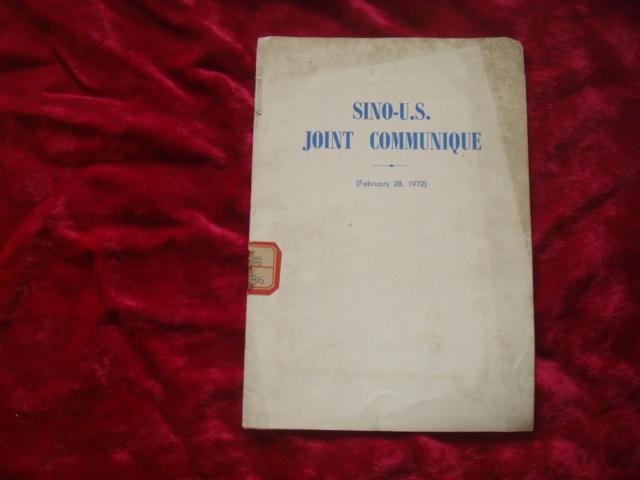 SINO-U.S.
JOINT COMMUNIQUE
(February 28, 1972)